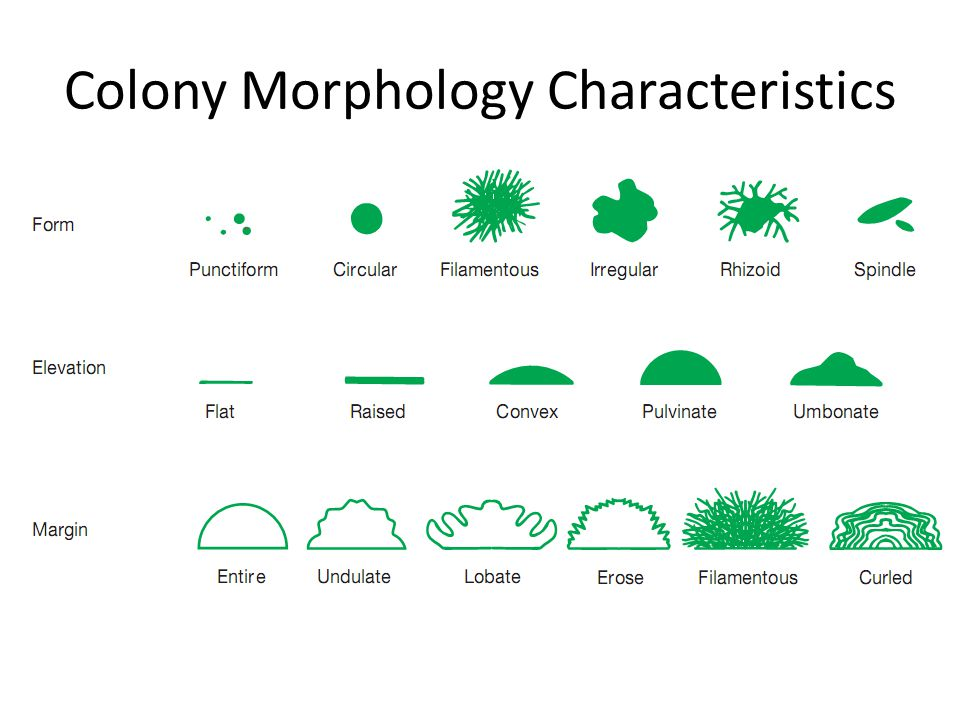 Colony Morphology Characteristics
Form
Punctiform Circular Filamentous Irregular Rhizoid Spindle
Elevation
Flat Raised Convex Pulvinate Umbonate
Margin
Entire Undulate Lobate Erose Filamentous Curled